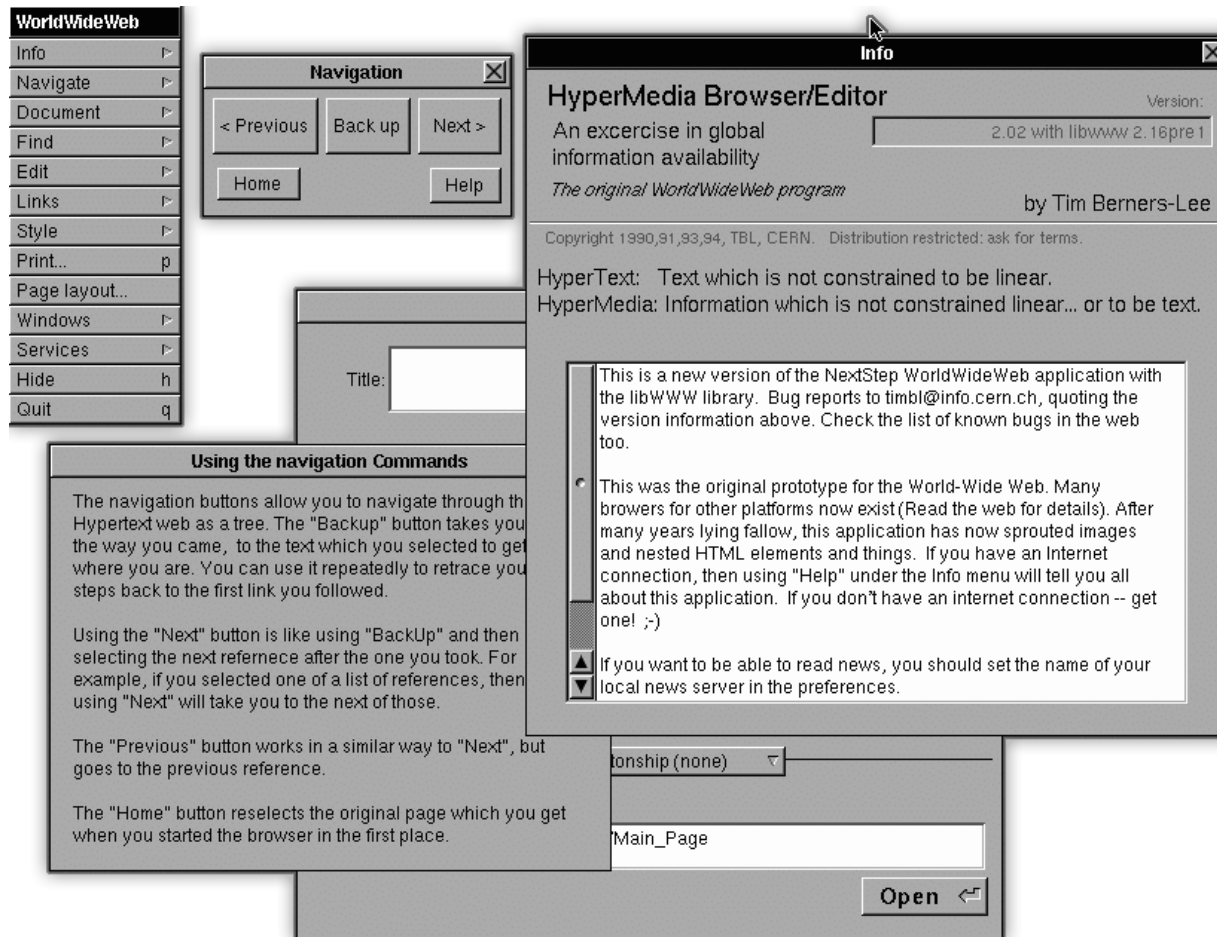 WorldWideWeb
Info
Navigate
Document
Find
Edit
Links
Style
Print... p
Page layout...
Windows
Services
Hide h
Quit q
Navigation
< Previous Back up Next >
Home Help
Info
HyperMedia Browser/Editor
Version:
An excercise in global
information availability
2.02 with libwww 2.16pre1
The original WorldWideWeb program
by Tim Berners-Lee
Copyright 1990,91,93,94, TBL, CERN. Distribution restricted: ask for terms.
HyperText: Text which is not constrained to be linear.
HyperMedia: Information which is not constrained linear... or to be text.
This is a new version of the NextStep WorldWideWeb application with
the libWWW library. Bug reports to timbl@info.cern.ch, quoting the
version information above. Check the list of known bugs in the web
too.
This was the original prototype for the World-Wide Web. Many
browers for other platforms now exist (Read the web for details). After
many years lying fallow, this application has now sprouted images
and nested HTML elements and things. If you have an Internet
connection, then using "Help" under the Info menu will tell you all
about this application. If you don't have an internet connection -- get
one! ;-)
If you want to be able to read news, you should set the name of your
local news server in the preferences.
Title:
Using the navigation Commands
The navigation buttons allow you to navigate through th
Hypertext web as a tree. The "Backup" button takes you
the way you came, to the text which you selected to get
where you are. You can use it repeatedly to retrace you
steps back to the first link you followed.
Using the "Next" button is like using "BackUp" and then
selecting the next refernece after the one you took. For
example, if you selected one of a list of references, then
using "Next" will take you to the next of those.
The "Previous" button works in a similar way to "Next", but
goes to the previous reference.
The "Home" button reselects the original page which you get
when you started the browser in the first place.
tonship (none)
/Main_Page
Open